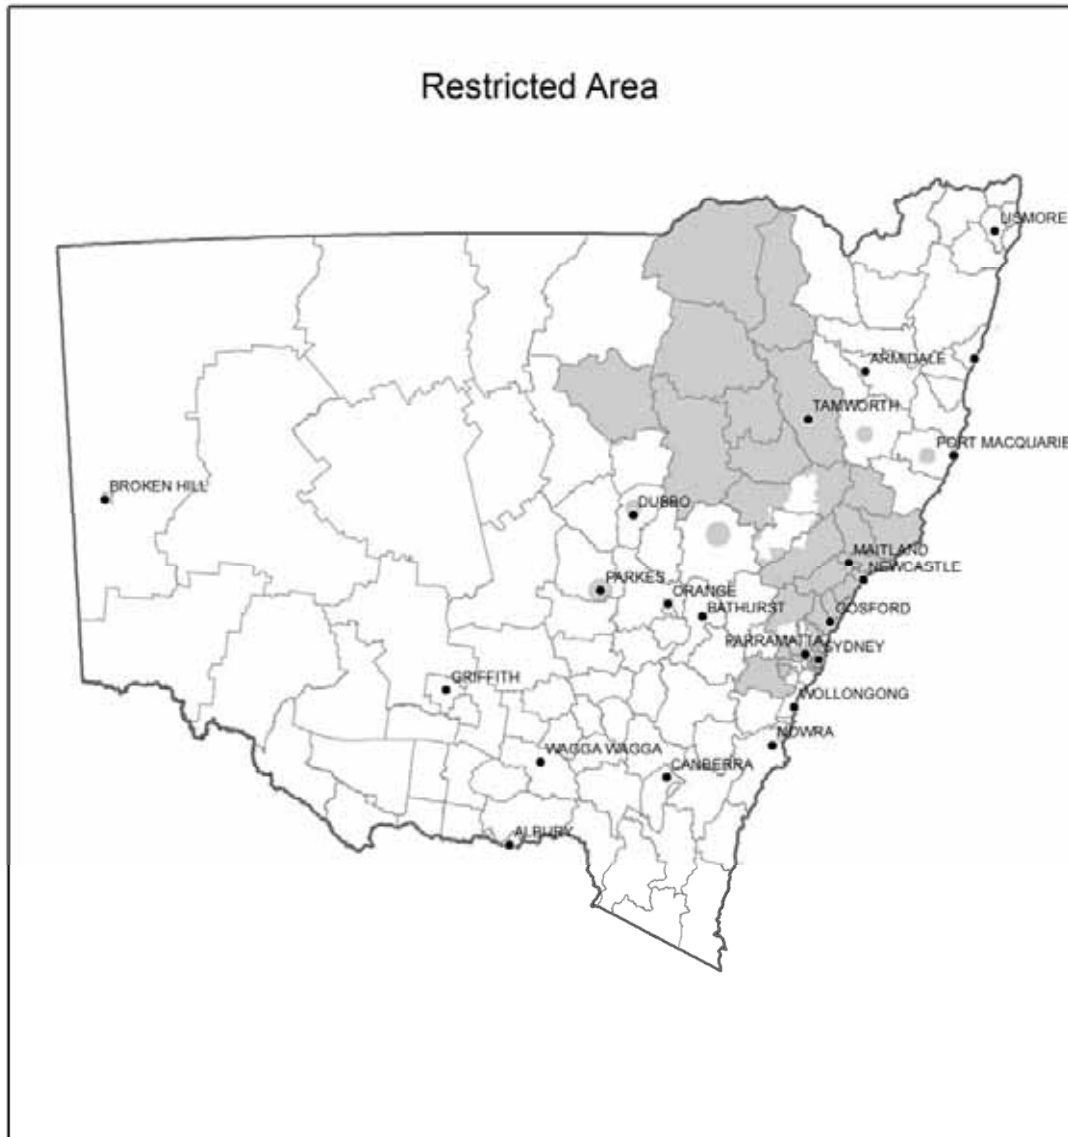 Restricted Area
LISMORE
ARMIDALE
TAMWORTH
PORT MACQUARIE
BROKEN HILL
DUBBO
MAITLAND
NEWCASTLE
PARKES
ORANGE
BATHURST
GOSFORD
PARRAMATTA
SYDNEY
GRIFFITH
WOLLONGONG
NOWRA
WAGGA WAGGA
CANBERRA
ALBURY